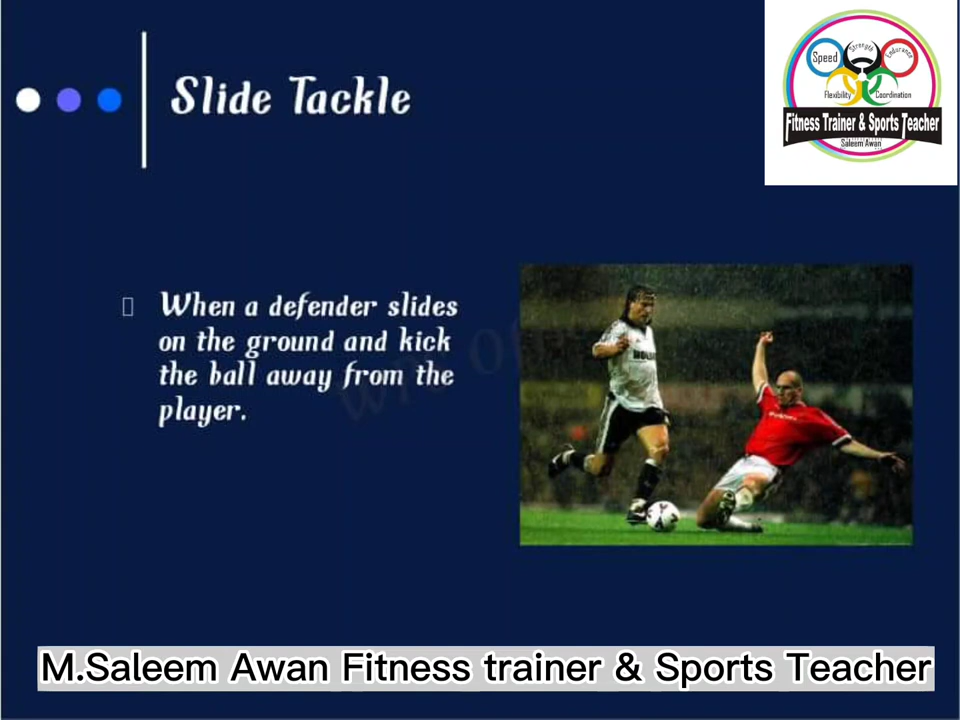 Slide Tackle
Speed
Strength
Endurance
Flexibility
Coordination
Fitness Trainer & Sports Teacher
Saleem Awan
When a defender slides
on the ground and kick
the ball away from the
player.
M.Saleem Awan Fitness trainer & Sports Teacher